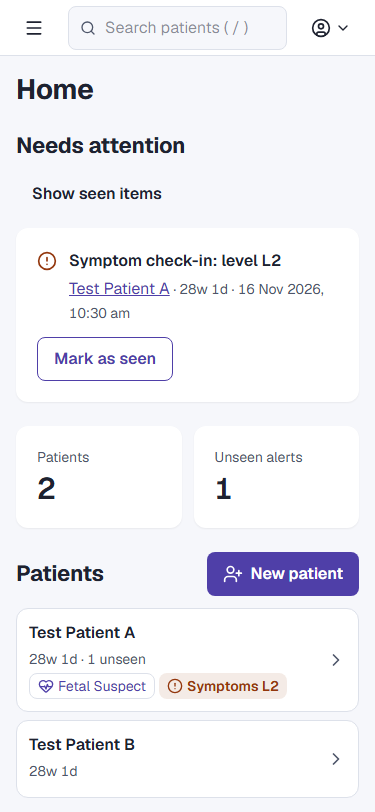 Search patients ( / )
Home
Needs attention
Show seen items
Symptom check-in: level L2
Test Patient A · 28w 1d · 16 Nov 2026,
10:30 am
Mark as seen
Patients
2
Unseen alerts
1
Patients
New patient
Test Patient A
28w 1d · 1 unseen
Fetal Suspect
Symptoms L2
Test Patient B
28w 1d